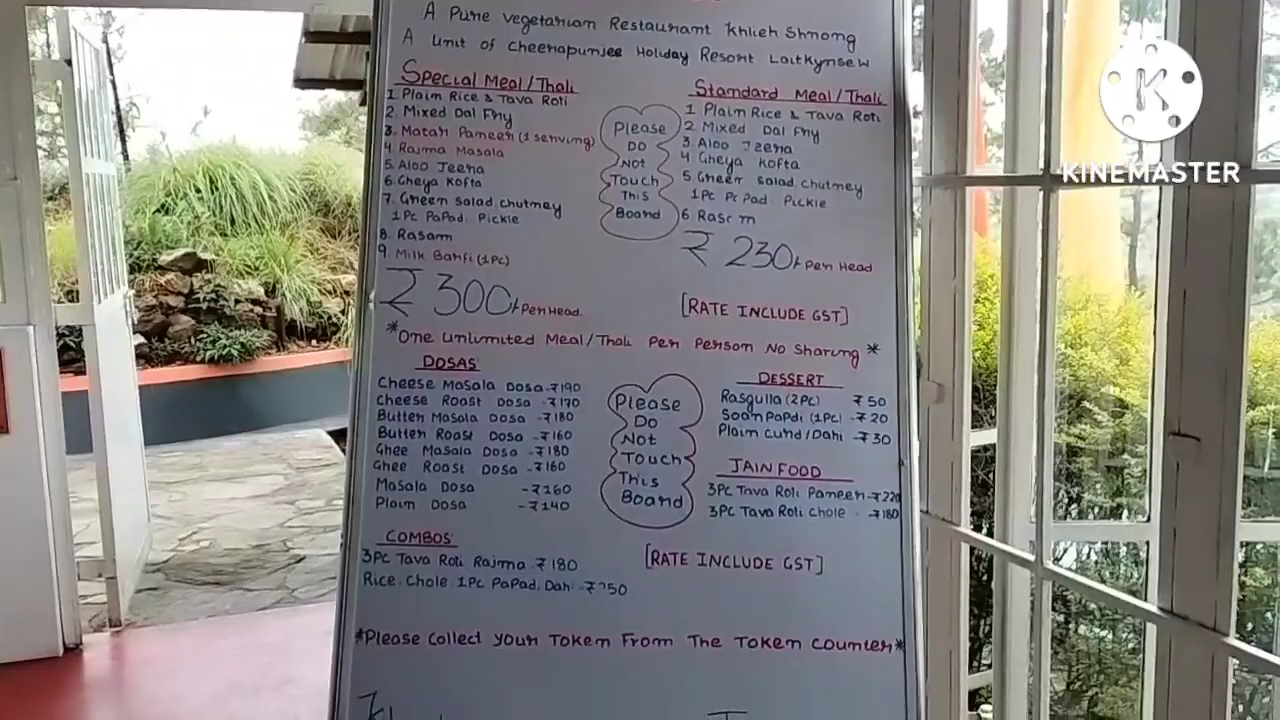 A Pure Vegetarian Restaurant Khlieh Shnong
A Unit of Cherrapunjee Holiday Resort Laitkynsew
Special Meal/Thali
1 Plain Rice & Tava Roti
2. Mixed Dal Fry
3. Matar Paneer (1 serving)
4 Rajma Masala
5. Aloo Jeera
6. Gheya Kofta
7. Green Salad, Chutney
1Pc PaPad, Pickle
8. Rasam
9. Milk Barfi (1Pc)
₹300/- Per Head.
Please
Do
Not
Touch
This
Board
Standard Meal/Thali
1 Plain Rice & Tava Roti
2. Mixed Dal Fry
3. Aloo Jeera
4 Gheya Kofta
5. Green Salad, Chutney
1Pc Pickle
6
₹230/- Per Head
[RATE INCLUDE GST]
*One Unlimited Meal/Thali Per Person No Sharing*
DOSAS
Cheese Masala Dosa-₹190
Cheese Roast Dosa -₹170
Butter Masala Dosa -₹180
Butter Roast Dosa -₹160
Ghee Masala Dosa -₹180
Ghee Roast Dosa -₹160
Masala Dosa -₹160
Plain Dosa -₹140
Please
Do
Not
Touch
This
Board
DESSERT
Rasgulla (2Pc) ₹50
Soan Papdi (1Pc) -₹20
Plain Curd/Dahi -₹30
JAIN FOOD
3Pc Tava Roti Paneer-₹220
3Pc Tava Roti Chole -₹180
COMBOS
3Pc Tava Roti Rajma -₹180
Rice, Chole, 1Pc PaPad, Dahi
[RATE INCLUDE GST]
*Please Collect Your Token From The Token Counter*
K
KINEMASTER